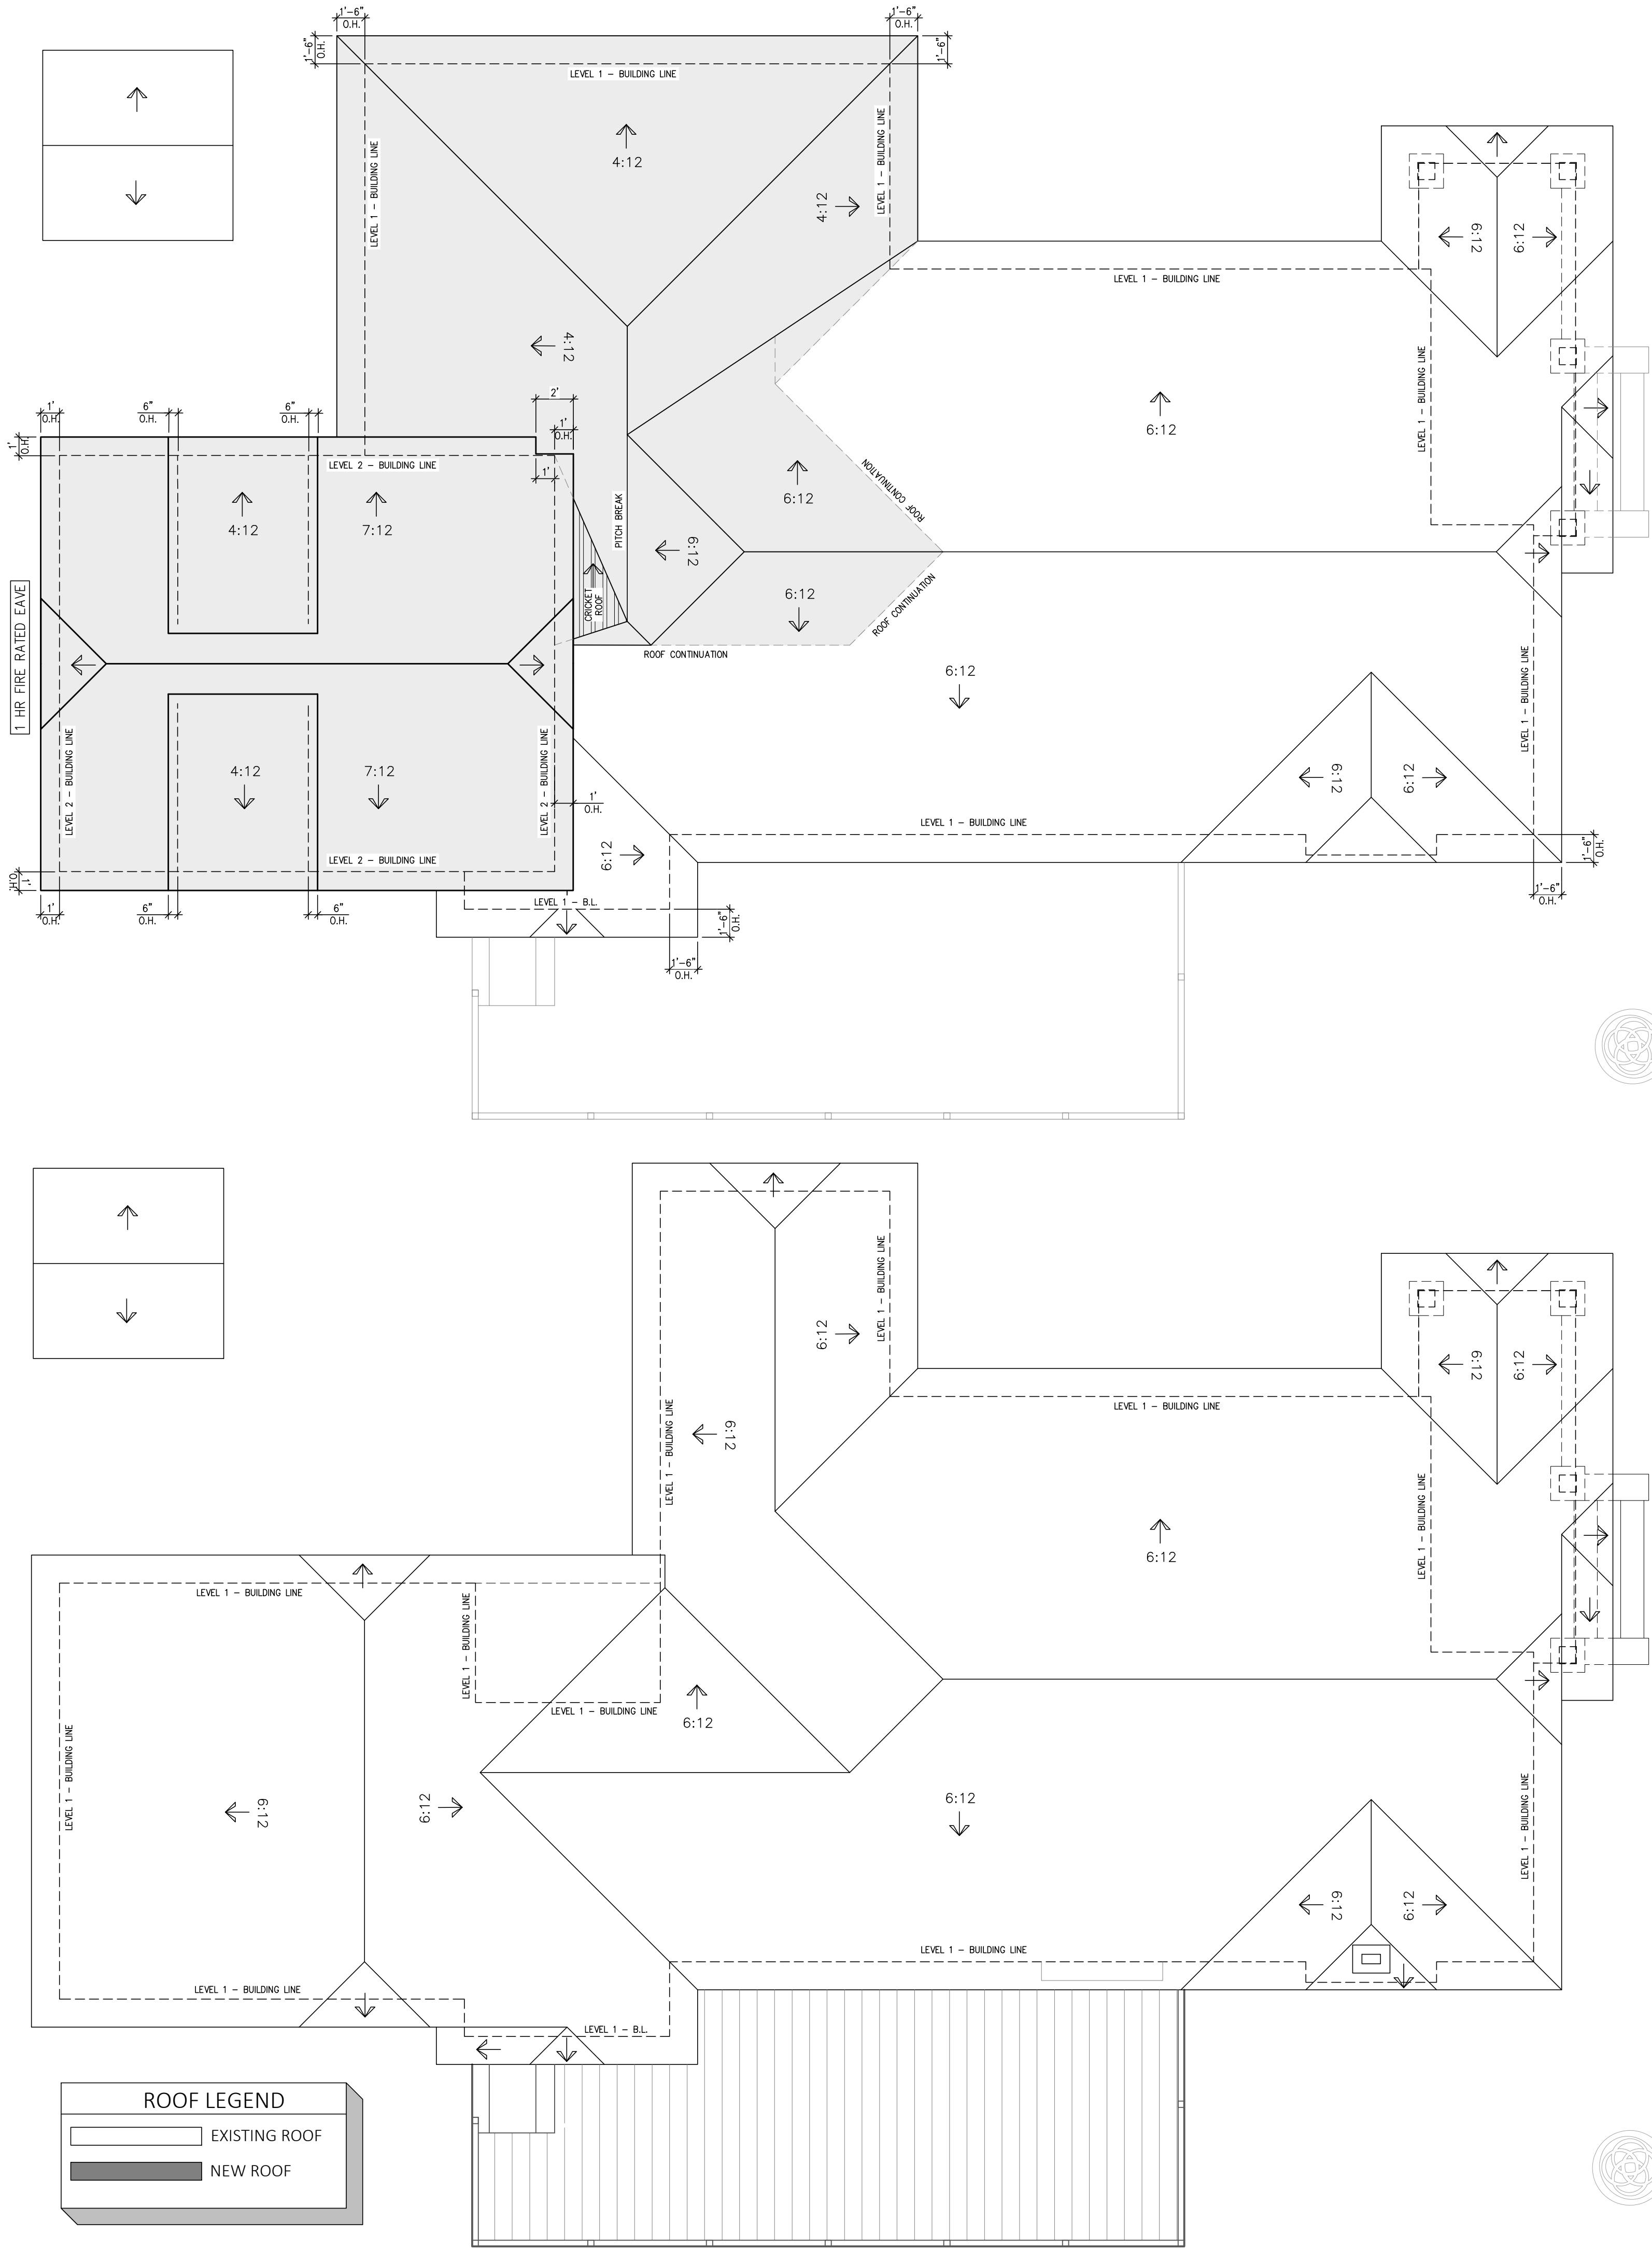 1'-6"
O.H.
1'-6"
O.H.
1'-6"
O.H.
1'-6"
LEVEL 1 – BUILDING LINE
LEVEL 1 – BUILDING LINE
LEVEL 1 – BUILDING LINE
4:12
4:12
4:12
6:12
6:12
LEVEL 1 – BUILDING LINE
LEVEL 1 – BUILDING LINE
6:12
2'
1'
O.H.
1'
1'
O.H.
6"
O.H.
6"
O.H.
1'
O.H.
LEVEL 2 – BUILDING LINE
4:12
7:12
PITCH BREAK
6:12
6:12
ROOF CONTINUATION
CRICKET
ROOF
6:12
ROOF CONTINUATION
ROOF CONTINUATION
1 HR FIRE RATED EAVE
6:12
LEVEL 1 – BUILDING LINE
4:12
7:12
LEVEL 2 – BUILDING LINE
LEVEL 2 – BUILDING LINE
1'
O.H.
6:12
6:12
6:12
LEVEL 1 – BUILDING LINE
LEVEL 2 – BUILDING LINE
1'
O.H.
1'
O.H.
6"
O.H.
6"
O.H.
LEVEL 1 – B.L.
1'-6"
O.H.
1'-6"
O.H.
1'-6"
O.H.
1'-6"
O.H.
LEVEL 1 – BUILDING LINE
6:12
6:12
6:12
LEVEL 1 – BUILDING LINE
LEVEL 1 – BUILDING LINE
6:12
LEVEL 1 – BUILDING LINE
6:12
LEVEL 1 – BUILDING LINE
LEVEL 1 – BUILDING LINE
LEVEL 1 – BUILDING LINE
LEVEL 1 – BUILDING LINE
6:12
LEVEL 1 – BUILDING LINE
6:12
6:12
6:12
LEVEL 1 – BUILDING LINE
6:12
6:12
LEVEL 1 – BUILDING LINE
LEVEL 1 – BUILDING LINE
LEVEL 1 – B.L.
ROOF LEGEND
EXISTING ROOF
NEW ROOF